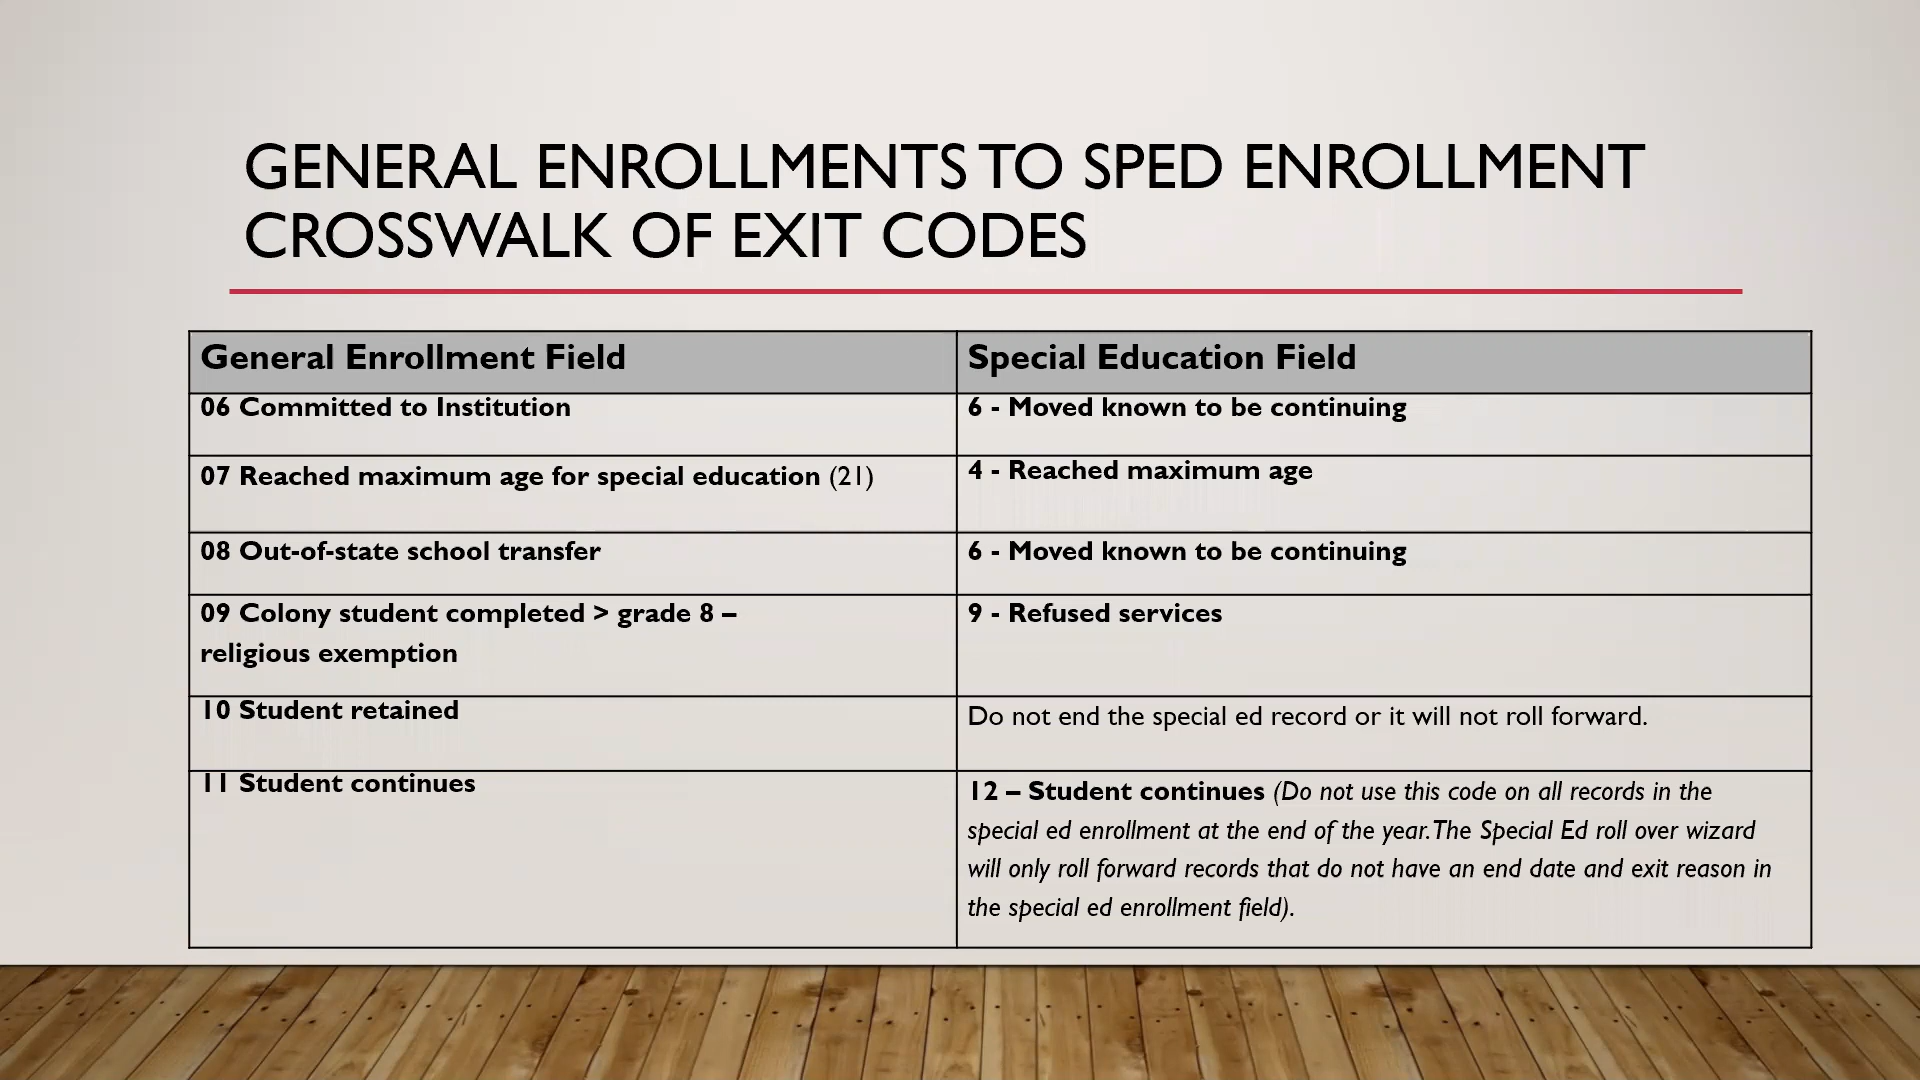 GENERAL ENROLLMENTS TO SPED ENROLLMENT
CROSSWALK OF EXIT CODES
General Enrollment Field
Special Education Field
06 Committed to Institution
6 - Moved known to be continuing
07 Reached maximum age for special education (21)
4 - Reached maximum age
08 Out-of-state school transfer
6 - Moved known to be continuing
09 Colony student completed > grade 8 –
religious exemption
9 - Refused services
10 Student retained
Do not end the special ed record or it will not roll forward.
11 Student continues
12 – Student continues (Do not use this code on all records in the
special ed enrollment at the end of the year. The Special Ed roll over wizard
will only roll forward records that do not have an end date and exit reason in
the special ed enrollment field).